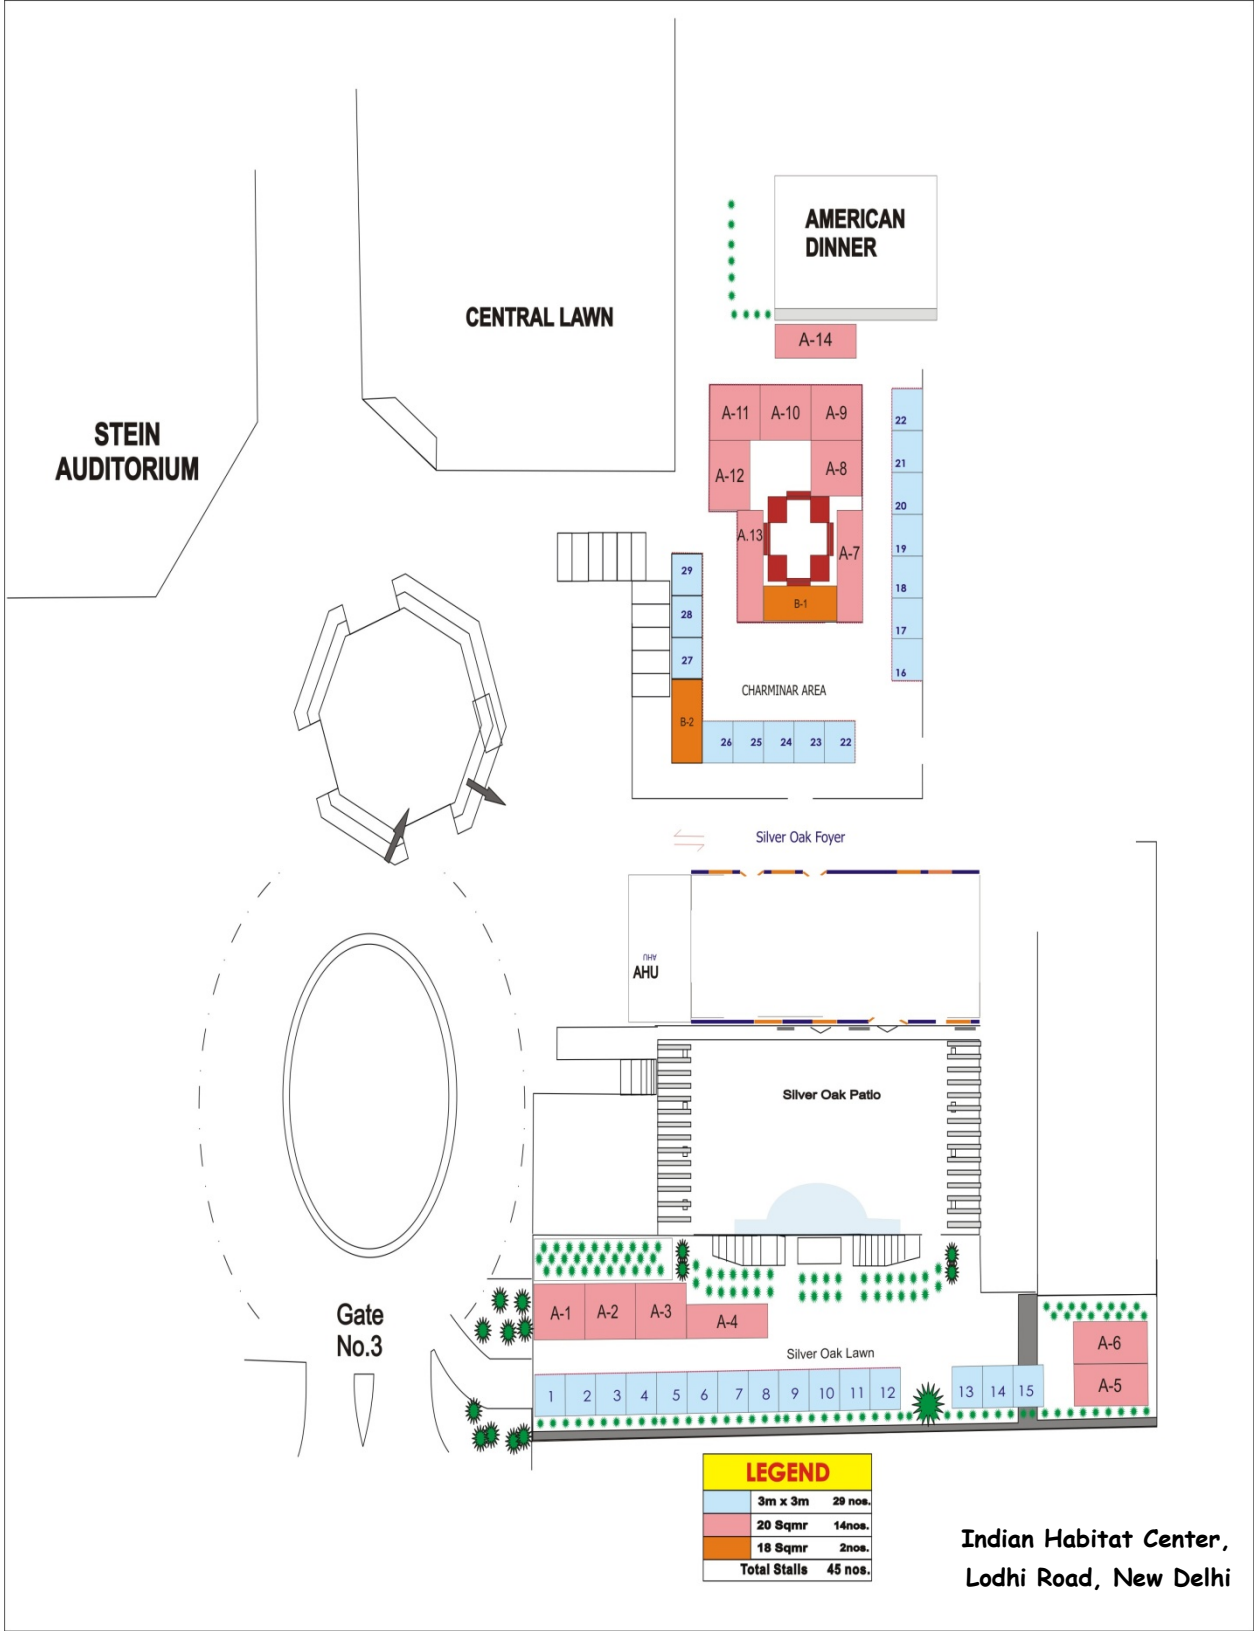 AMERICAN
DINNER
CENTRAL LAWN
A-14
STEIN
AUDITORIUM
A-11
A-10
A-9
22
A-12
A-8
21
20
A.13
A-7
19
29
18
B-1
28
17
27
16
CHARMINAR AREA
B-2
26
25
24
23
22
Silver Oak Foyer
AHU
AHU
Silver Oak Patio
Gate
No.3
A-1
A-2
A-3
A-4
A-6
Silver Oak Lawn
A-5
1
2
3
4
5
6
7
8
9
10
11
12
13
14
15
LEGEND
3m x 3m 29 nos.
20 Sqmr 14nos.
18 Sqmr 2nos.
Total Stalls 45 nos.
Indian Habitat Center,
Lodhi Road, New Delhi